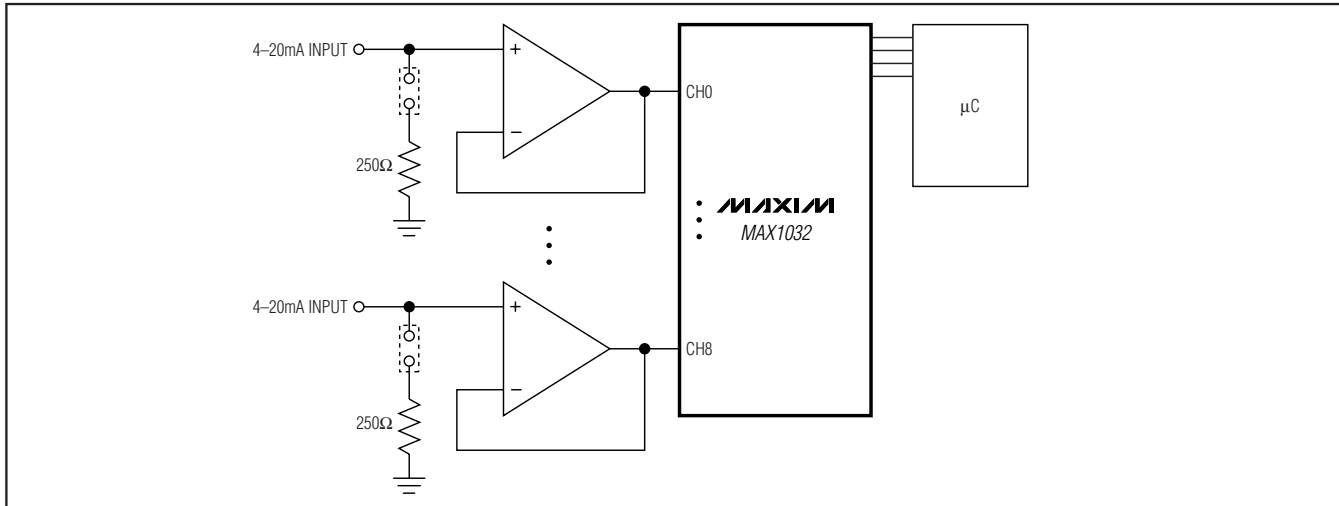 4–20mA INPUT
+
−
250Ω
CH0
μC
MAXIM
MAX1032
4–20mA INPUT
+
−
250Ω
CH8